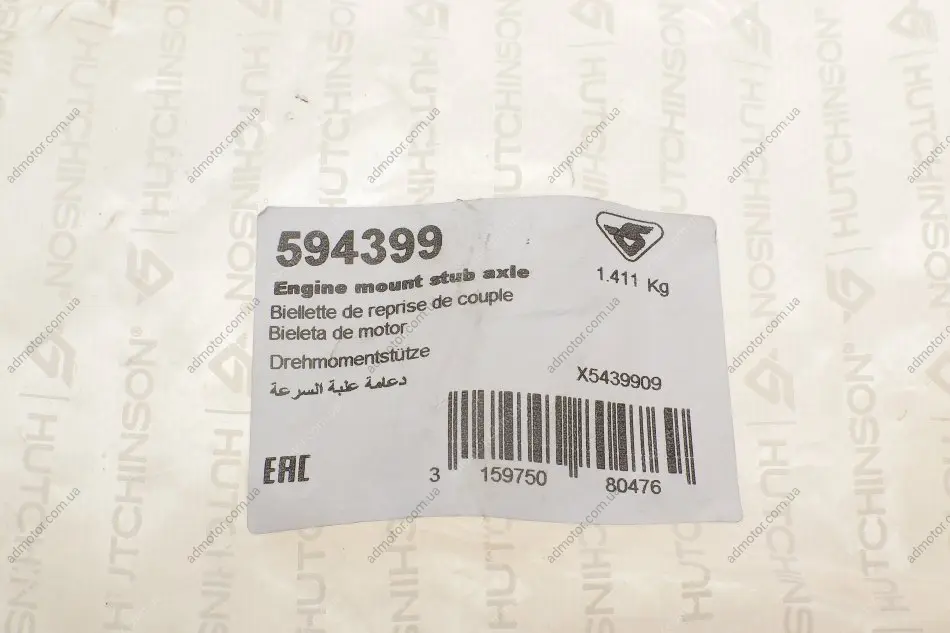 594399
Engine mount stub axle
Biellette de reprise de couple
Bieleta de motor
Drehmomentstütze
دعامة علبة السرعة
1.411 Kg
X5439909
EAC
3 159750 80476
HUTCHINSON®
admotor.com.ua